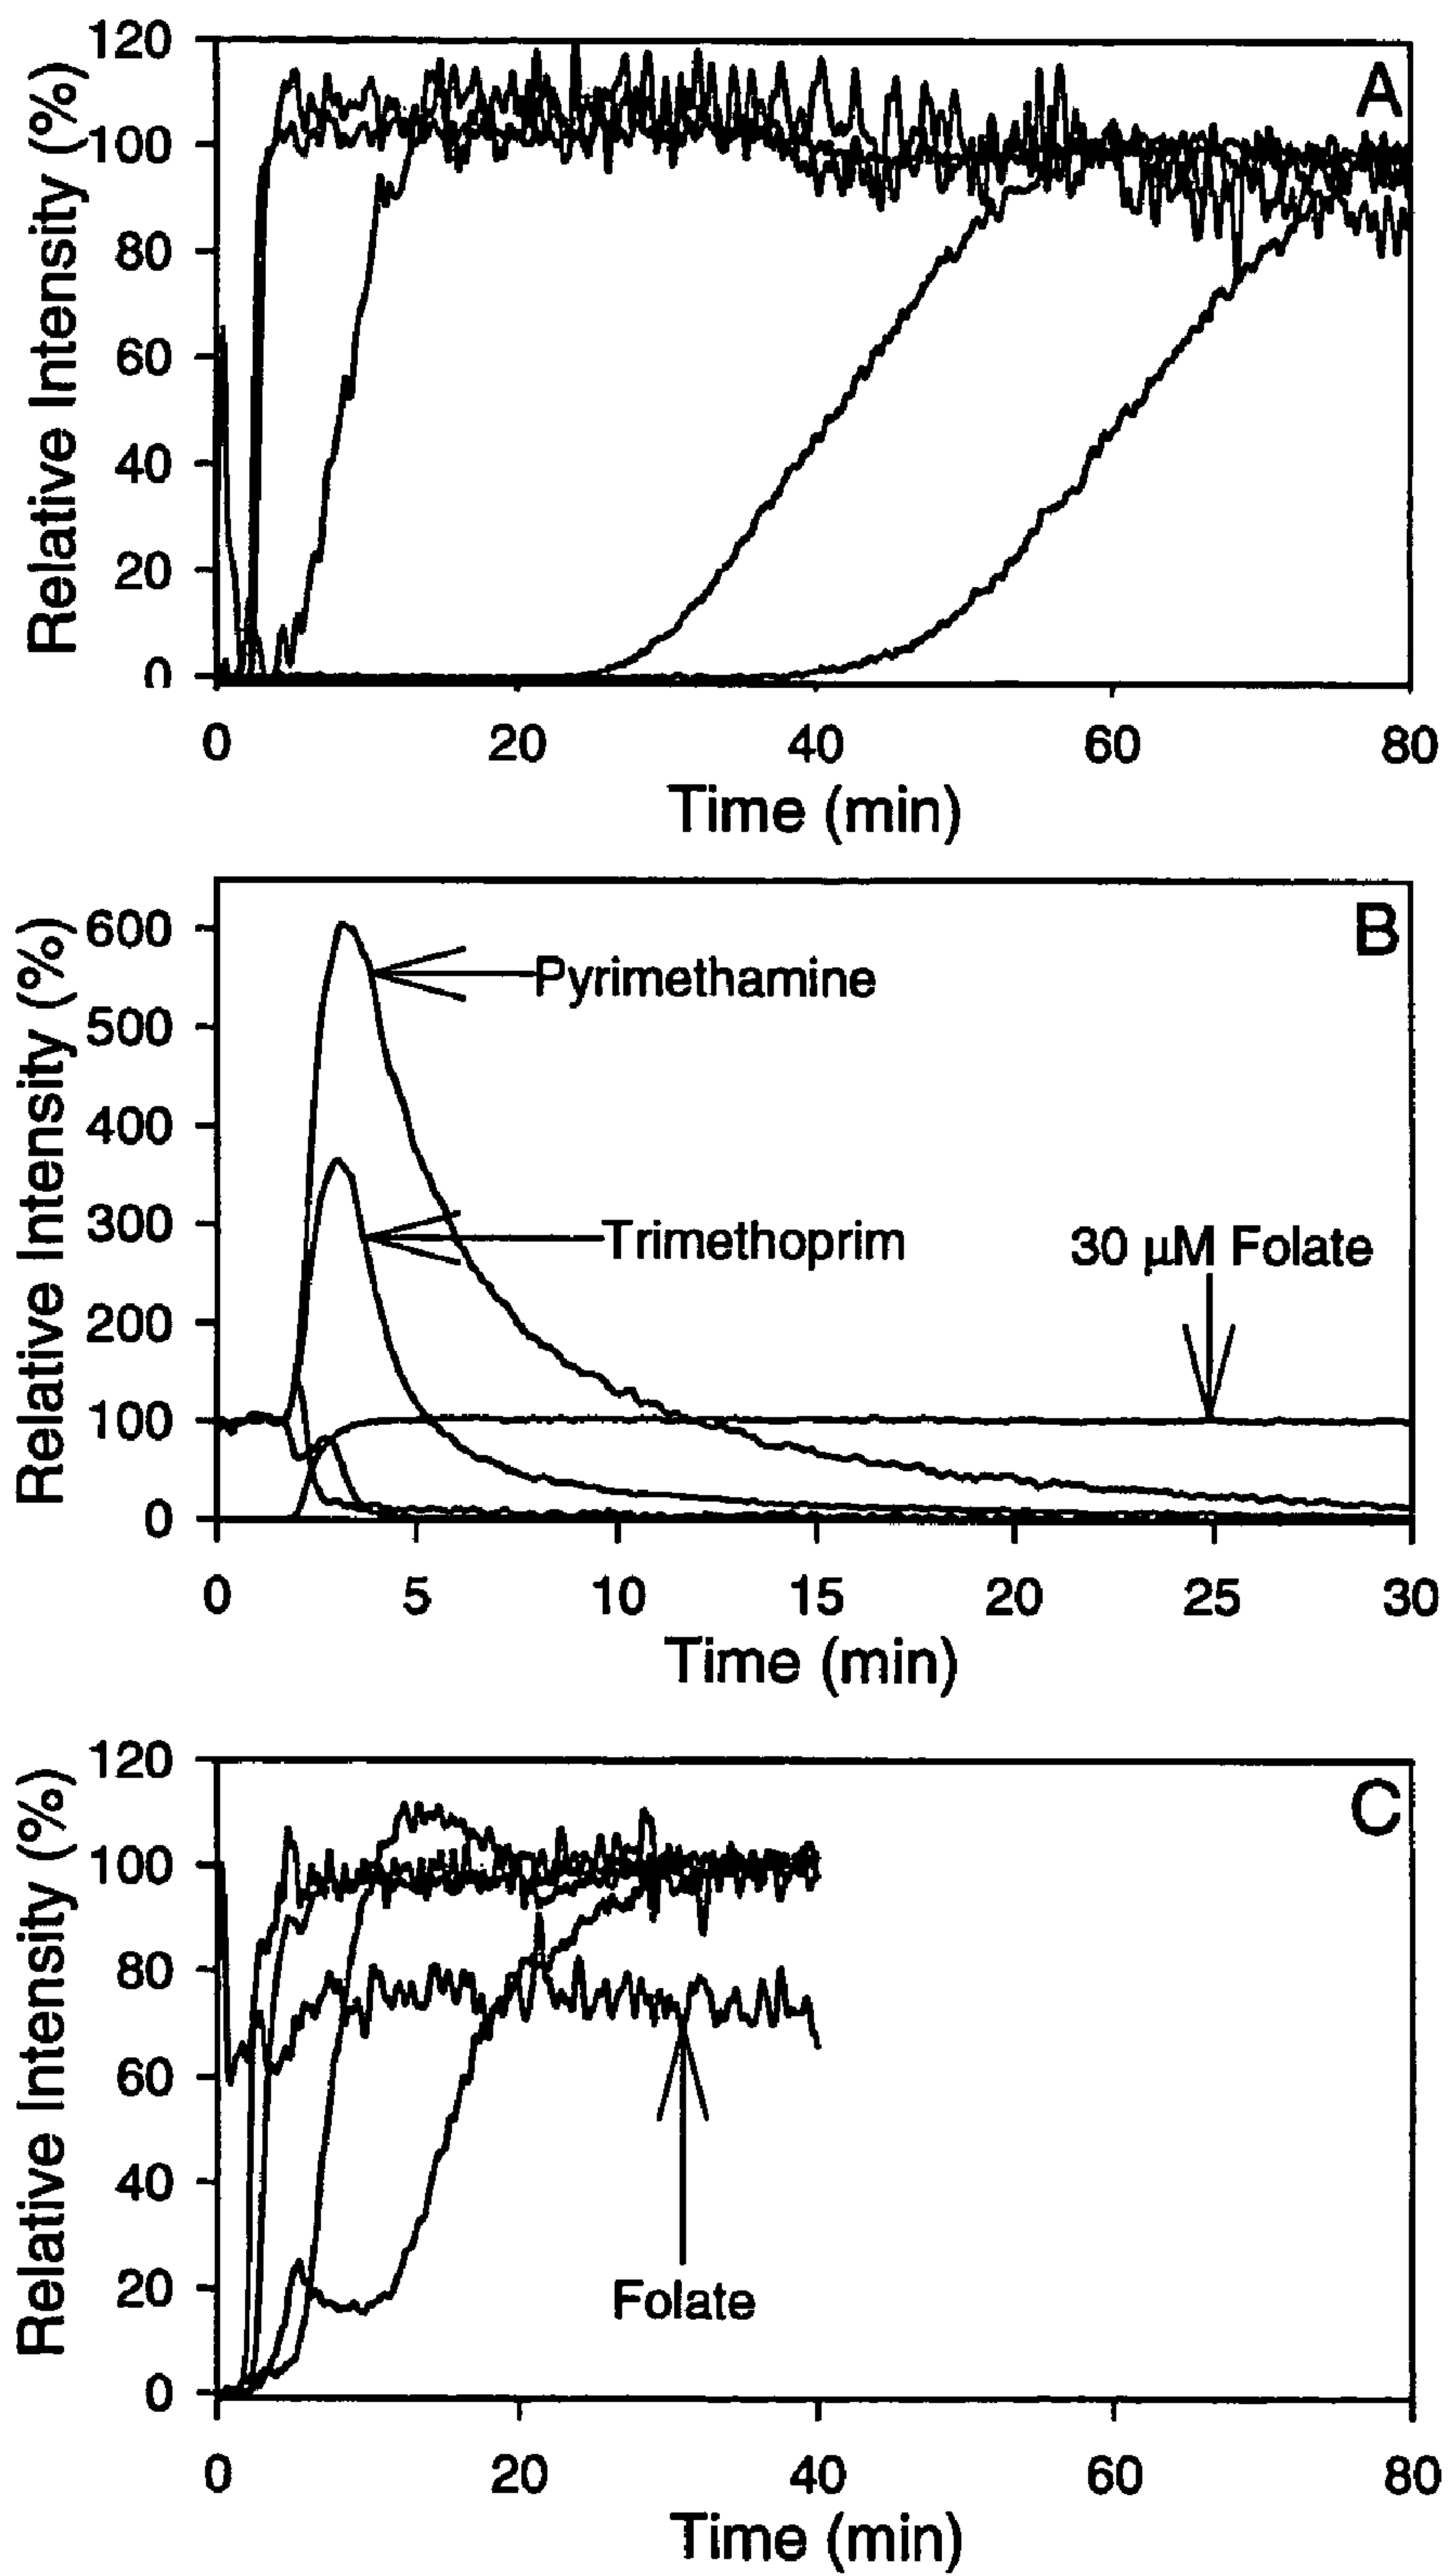 A
Relative Intensity (%)
120
100
80
60
40
20
0
0
0 20 40 60 80
Time (min)
B
Relative Intensity (%)
600
500
400
300
200
100
0
Pyrimethamine
Trimethoprim
30 µM Folate
0 5 10 15 20 25 30
Time (min)
C
Relative Intensity (%)
120
100
80
60
40
20
0
Folate
0 20 40 60 80
Time (min)